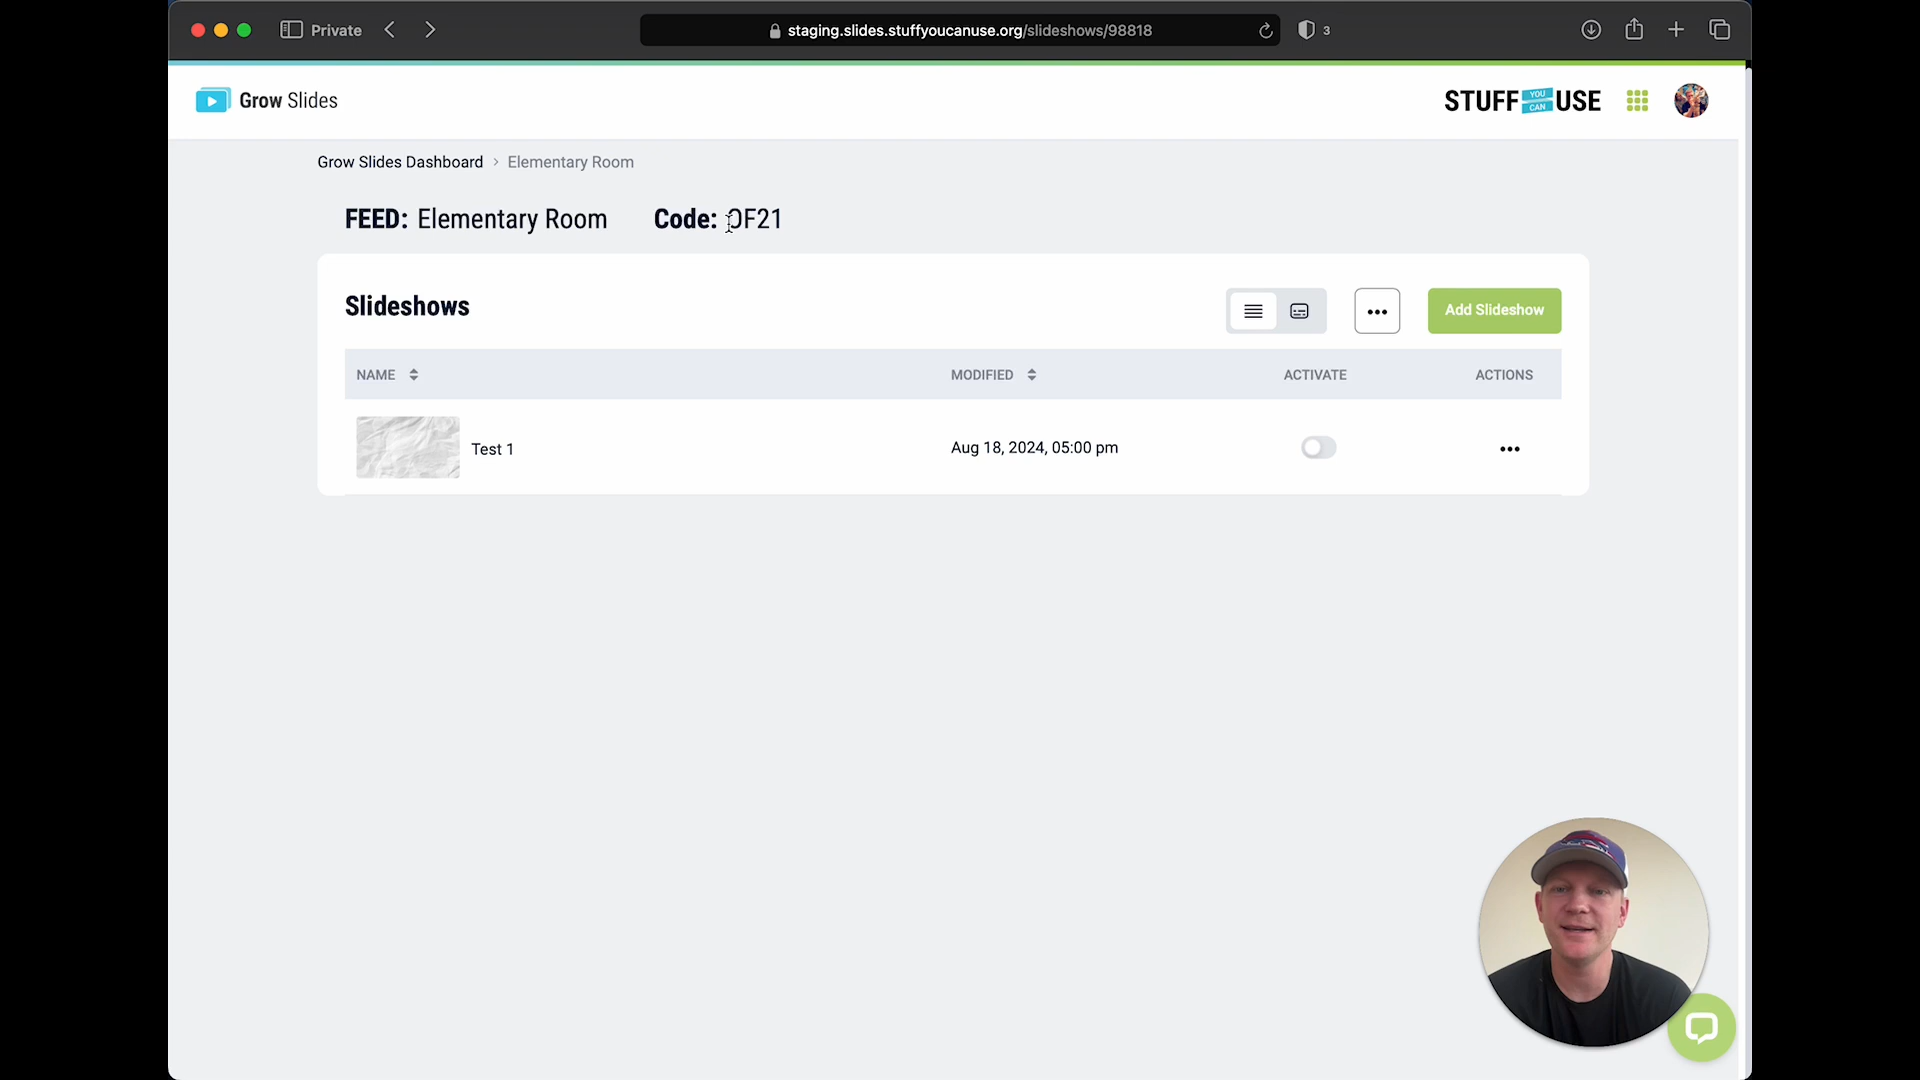 Private
staging.slides.stuffyoucanuse.org/slideshows/98818
3
Grow Slides
STUFF YOU CAN USE
Grow Slides Dashboard > Elementary Room
FEED: Elementary Room Code: OF21
Slideshows
Add Slideshow
NAME MODIFIED ACTIVATE ACTIONS
Test 1 Aug 18, 2024, 05:00 pm